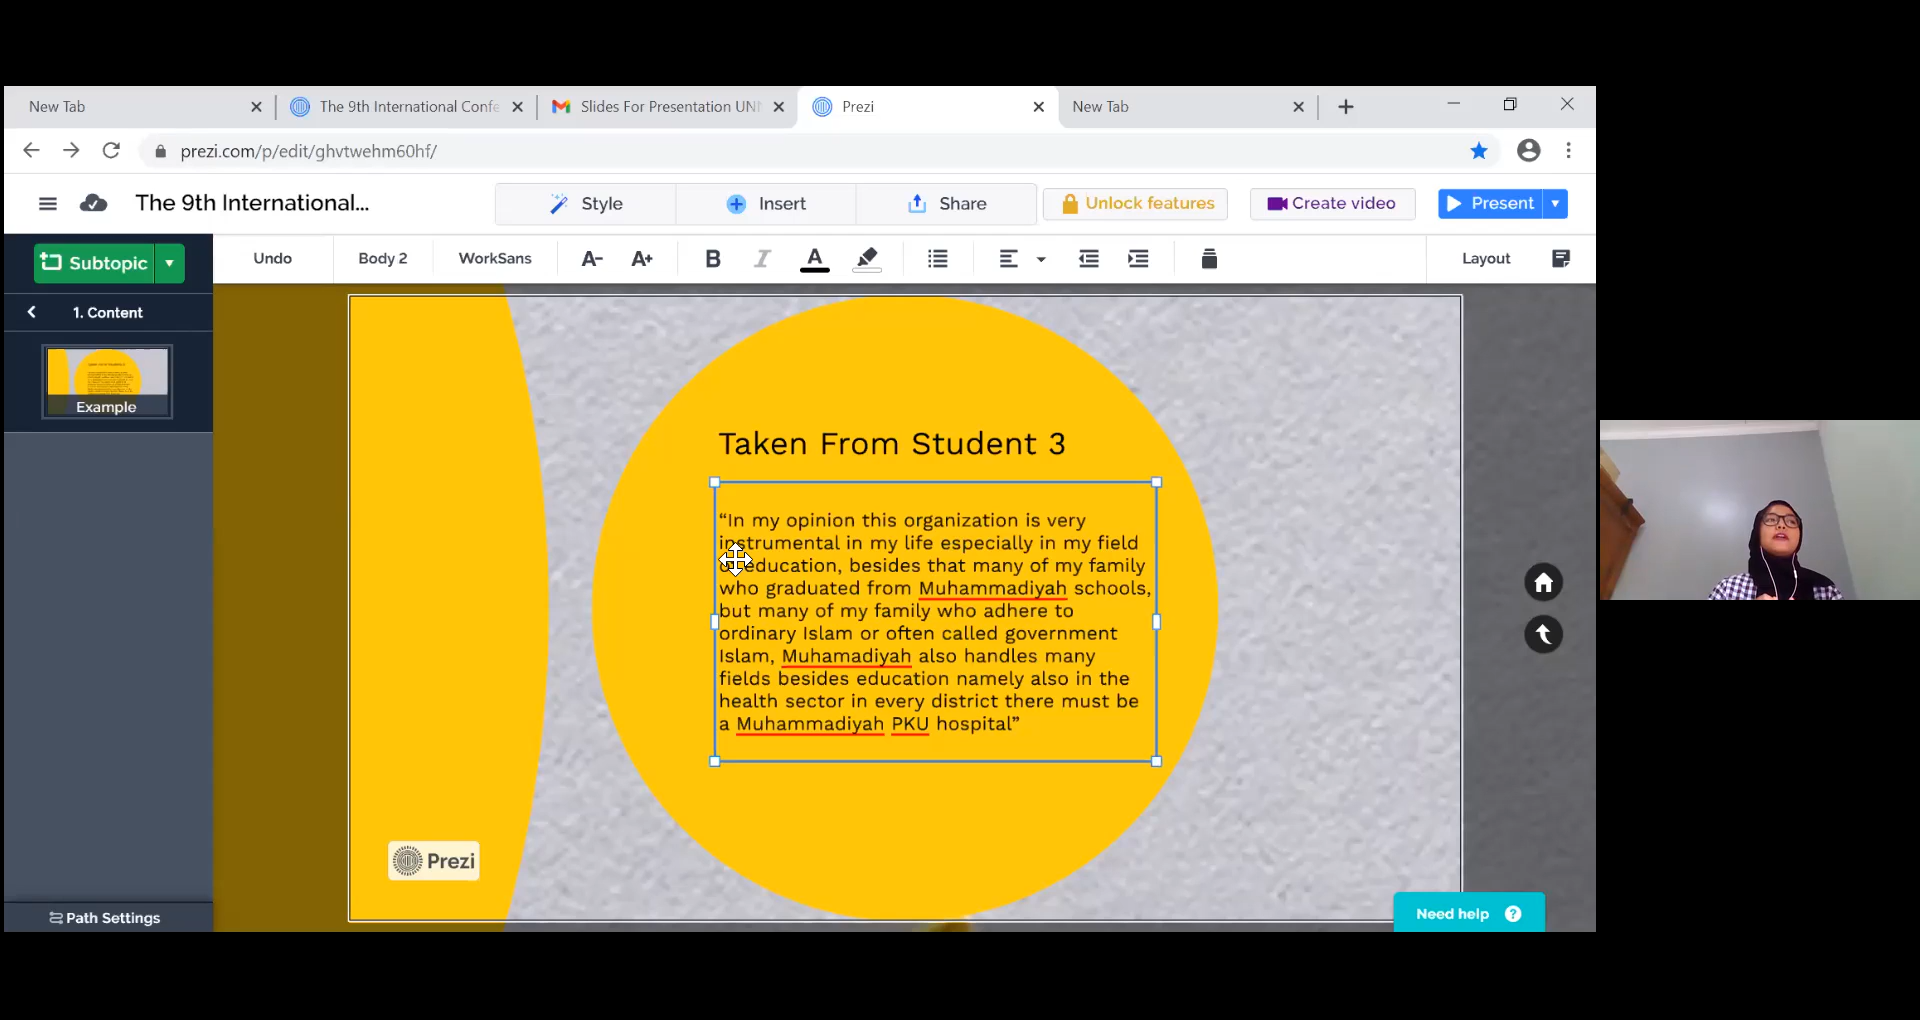 New Tab
The 9th International Confe
Slides For Presentation UNN
Prezi
New Tab
prezi.com/p/edit/ghvtwehm60hf/
The 9th International...
Style
Insert
Share
Unlock features
Create video
Present
Subtopic
Undo
Body 2
WorkSans
A-
A+
B
I
A
Layout
1. Content
Example
Taken From Student 3
“In my opinion this organization is very
instrumental in my life especially in my field
education, besides that many of my family
who graduated from Muhammadiyah schools,
but many of my family who adhere to
ordinary Islam or often called government
Islam, Muhamadiyah also handles many
fields besides education namely also in the
health sector in every district there must be
a Muhammadiyah PKU hospital”
Prezi
Path Settings
Need help ?